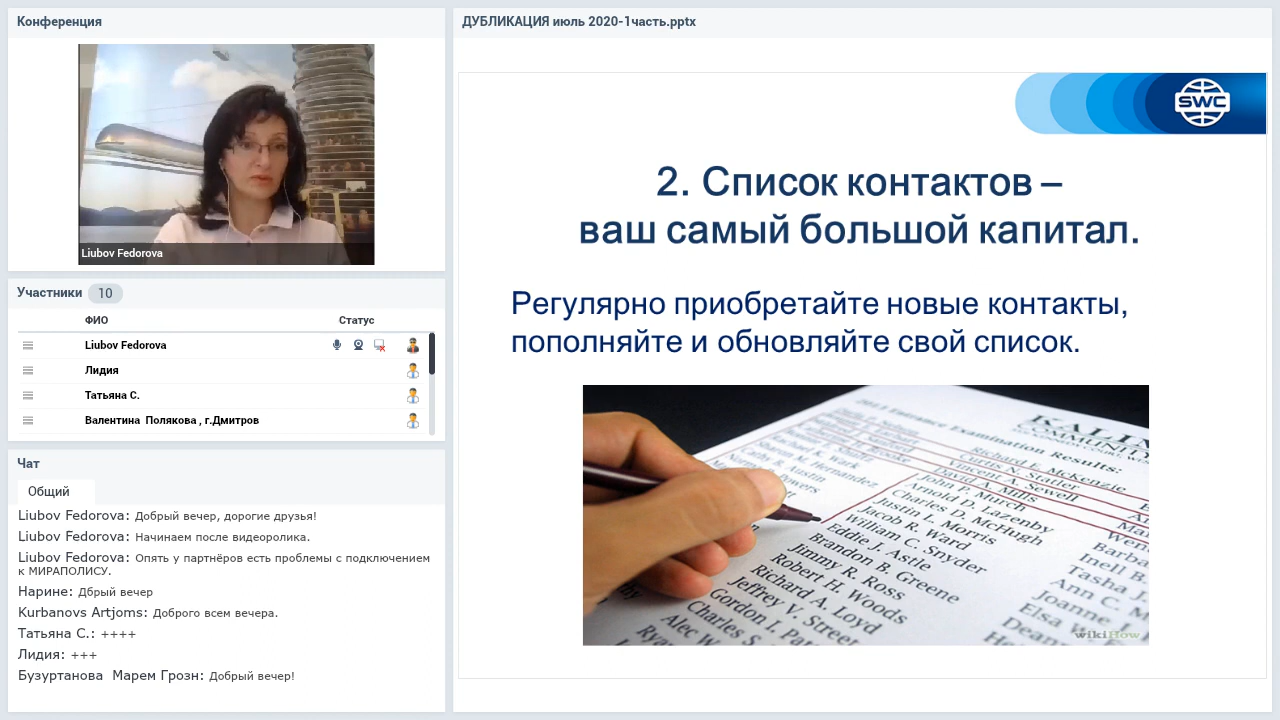 Конференция
Liubov Fedorova
Участники 10
ФИО Статус
Liubov Fedorova
Лидия
Татьяна С.
Валентина Полякова , г.Дмитров
Чат
Общий
Liubov Fedorova: Добрый вечер, дорогие друзья!
Liubov Fedorova: Начинаем после видеоролика.
Liubov Fedorova: Опять у партнёров есть проблемы с подключением
к МИРАПОЛИСУ.
Нарине: Дбрый вечер
Kurbanovs Artjoms: Доброго всем вечера.
Татьяна С.: ++++
Лидия: +++
Бузуртанова Марем Грозн: Добрый вечер!
ДУБЛИКАЦИЯ июль 2020-1часть.pptx
SWC
2. Список контактов –
ваш самый большой капитал.
Регулярно приобретайте новые контакты,
пополняйте и обновляйте свой список.
Entrance Examination Results:
Richard E. McKenzie
Curtis N. Statler
Vincent A. Sewell
David A. Mills
John P. Murch
Arnold D. Lazenby
Charles D. McHugh
Justin L. Morris
Jacob R. Ward
William C. Snyder
Eddie J. Astle
Brandon B. Greene
Jimmy R. Ross
Robert H. Woods
Richard A. Loyd
Jeffrey V. Street
Gordon I.
Charles S.
Alec W.
wikiHow